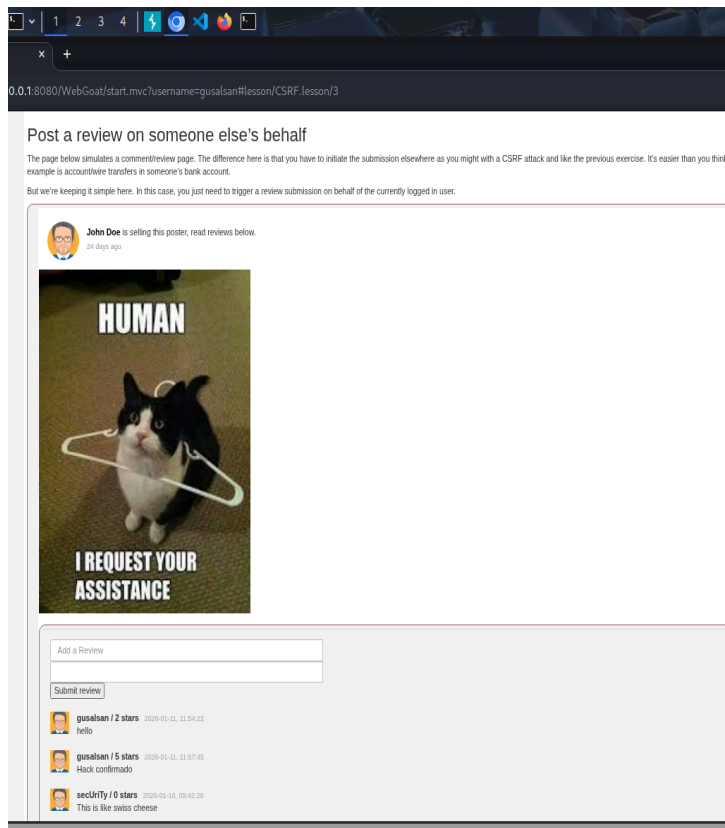 1 2 3 4
× +
0.0.1:8080/WebGoat/start.mvc?username=gusalsan#lesson/CSRF.lesson/3
Post a review on someone else's behalf
The page below simulates a comment/review page. The difference here is that you have to initiate the submission elsewhere as you might with a CSRF attack and like the previous exercise. It's easier than you think
example is account/wire transfers in someone's bank account.
But we're keeping it simple here. In this case, you just need to trigger a review submission on behalf of the currently logged in user.
John Doe is selling this poster, read reviews below.
24 days ago
HUMAN
I REQUEST YOUR
ASSISTANCE
Add a Review
Submit review
gusalsan / 2 stars 2026-01-11, 11:54:22
hello
gusalsan / 5 stars 2026-01-11, 11:57:45
Hack confirmado
secUriTy / 0 stars 2026-01-10, 09:42:28
This is like swiss cheese